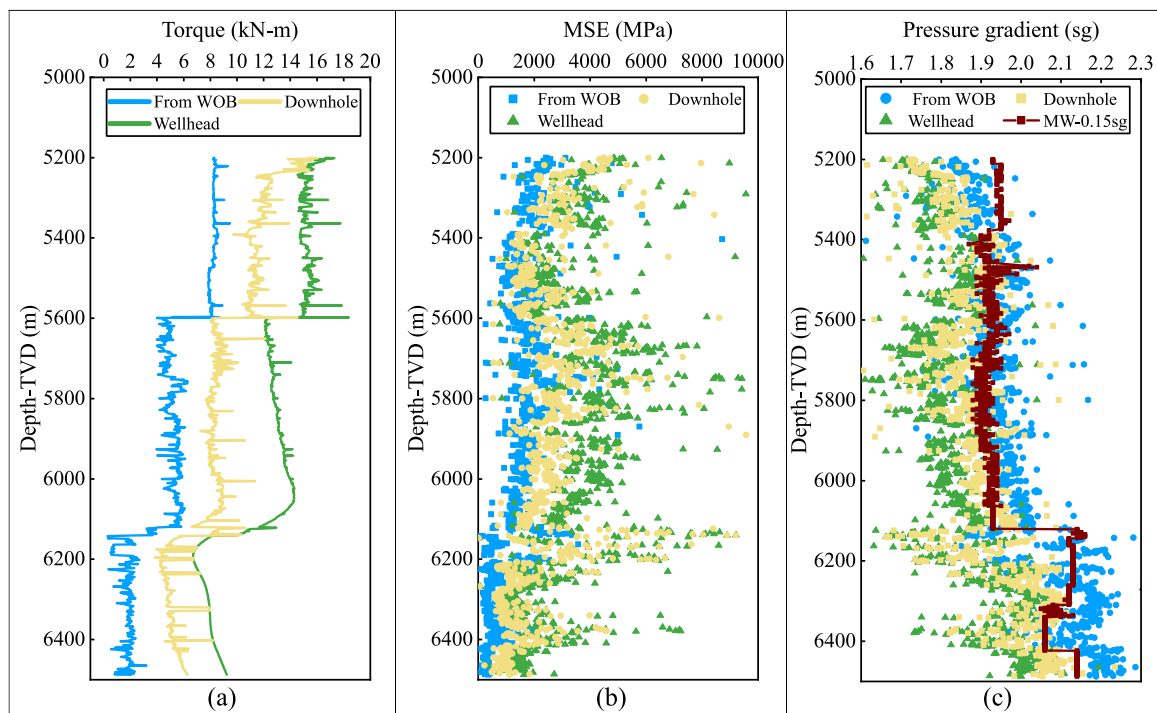 Torque (kN-m)
0 2 4 6 8 10 12 14 16 18 20
5000
5200
5400
5600
5800
6000
6200
6400
Depth-TVD (m)
From WOB Downhole
Wellhead
(a)
MSE (MPa)
0 2000 4000 6000 8000 10000
5000
5200
5400
5600
5800
6000
6200
6400
Depth-TVD (m)
From WOB Downhole
Wellhead
(b)
Pressure gradient (sg)
1.6 1.7 1.8 1.9 2.0 2.1 2.2 2.3
5000
5200
5400
5600
5800
6000
6200
6400
Depth-TVD (m)
From WOB Downhole
Wellhead MW-0.15sg
(c)